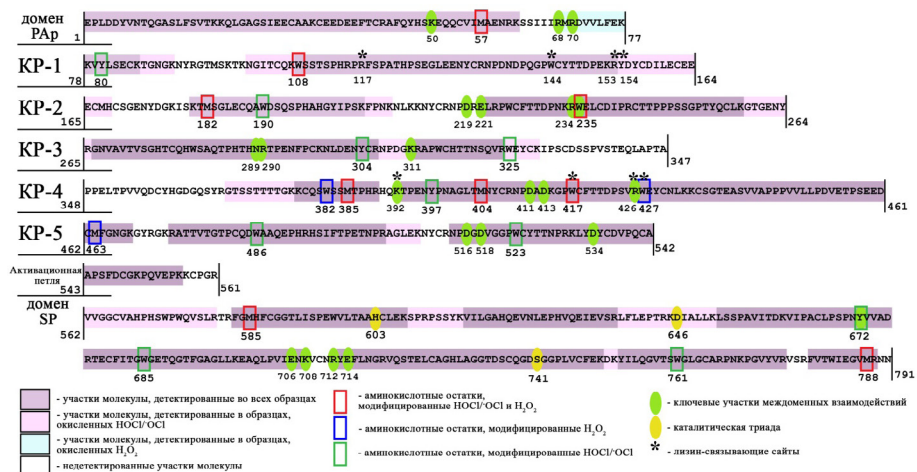 домен PAp
EPLDDYVNTQGASLFSVTKKQLGAGSIEECAAKCEEDEEFTCRAFQYHSKEQQCVIMAENRKSSIIIRMRDVVLFEK
1 50 57 68 70 77
КР-1
KVYLSECKTGNGKNYRGTMSKTKNGITCQKWSSTSPHRPRFSPATHPSEGLEENYCRNPDNDPQGPWCYTTDPEKRYDYCDILECEE
* * * *
78 80 108 117 144 153 154 164
КР-2
ECMHCSGENYDGKISKTMSGLECQAWDSQSPHAHGYIPSKFPNKNLKKNYCRNPDRELRPWCFTTDPNKRWELCDIPRCTTPPPSSGPTYQCLKGTGENY
165 182 190 219 221 234 235 264
КР-3
RGNVAVTVSGHTCQHWSAQTPHTHNRTPENFPCKNLDENYCRNPDGKRAPWCHTTNSQVRWEYCKIPSCDSSPVSTEQLAPTA
265 289 290 304 311 325 347
КР-4
PPELTPVVQDCYHGDGQSYRGTSSTTTTGKKCQSWSSMTPHRHQKTPENYPNAGLTMNYCRNPDADKGPWCFTTDPSVRWEYCNLKKCSGTEASVVAPPPVVLLPDVETPSEED
* * * *
348 382 385 392 397 404 411 413 417 426 427 461
КР-5
CMFGNGKGYRGKRATTVTGTPCQDWAAQEPHRHSIFTPETNPRAGLEKNYCRNPDGDVGGPWCYTTNPRKLYDYCDVPQCA
462 463 486 516 518 523 534 542
Активационная петля
APSFDCGKPQVEPKKCPGR
543 561
домен SP
VVGGCVAHPHSWPWQVSLRTRFGMHFCGGTLISPEWVLTAAHCLEKSPRPSSYKVILGAHQEVNLEPHVQEIEVSRLFLEPTRKDIALLKLSSPAVITDKVIPACLPSPNYVVAD
562 585 603 646 672
RTECFITGWGETQGTFGAGLLKEAQLPVIENKVCNRYEFLNGRVQSTELCAGHLAGGTDSCQGDSGGPLVCFEKDKYILQGVTSWGLGCARPNKPGVYVRVSRFVTWIEGVMRNN
685 706 708 712 714 741 761 788 791
- участки молекулы, детектированные во всех образцах
- участки молекулы, детектированные в образцах, окисленных HOCl/⁻OCl
- участки молекулы, детектированные в образцах, окисленных H₂O₂
- недетектированные участки молекулы
- аминокислотные остатки, модифицированные HOCl/⁻OCl и H₂O₂
- аминокислотные остатки, модифицированные H₂O₂
- аминокислотные остатки, модифицированные HOCl/⁻OCl
- ключевые участки междоменных взаимодействий
- каталитическая триада
* - лизин-связывающие сайты